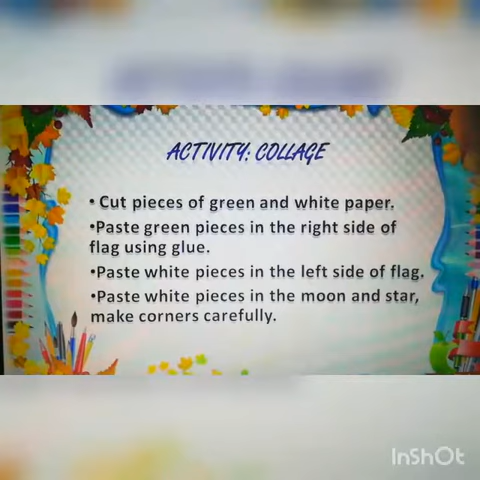 ACTIVITY: COLLAGE
• Cut pieces of green and white paper.
•Paste green pieces in the right side of
flag using glue.
•Paste white pieces in the left side of flag.
•Paste white pieces in the moon and star,
make corners carefully.
InShOt